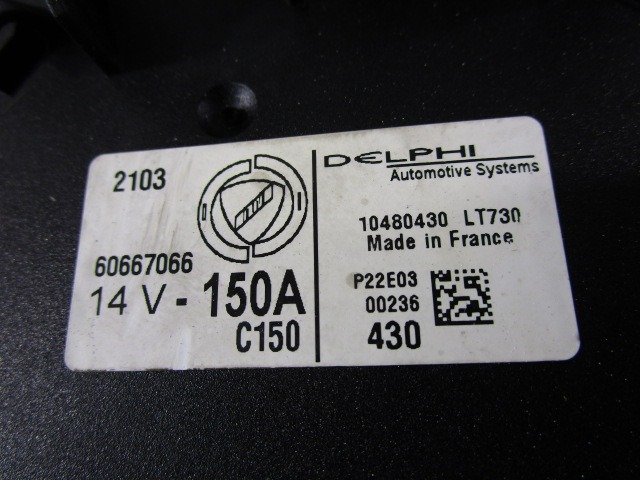 2103
60667066
14 V - 150A
C150
DELPHI
Automotive Systems
10480430 LT730
Made in France
P22E03
00236
430